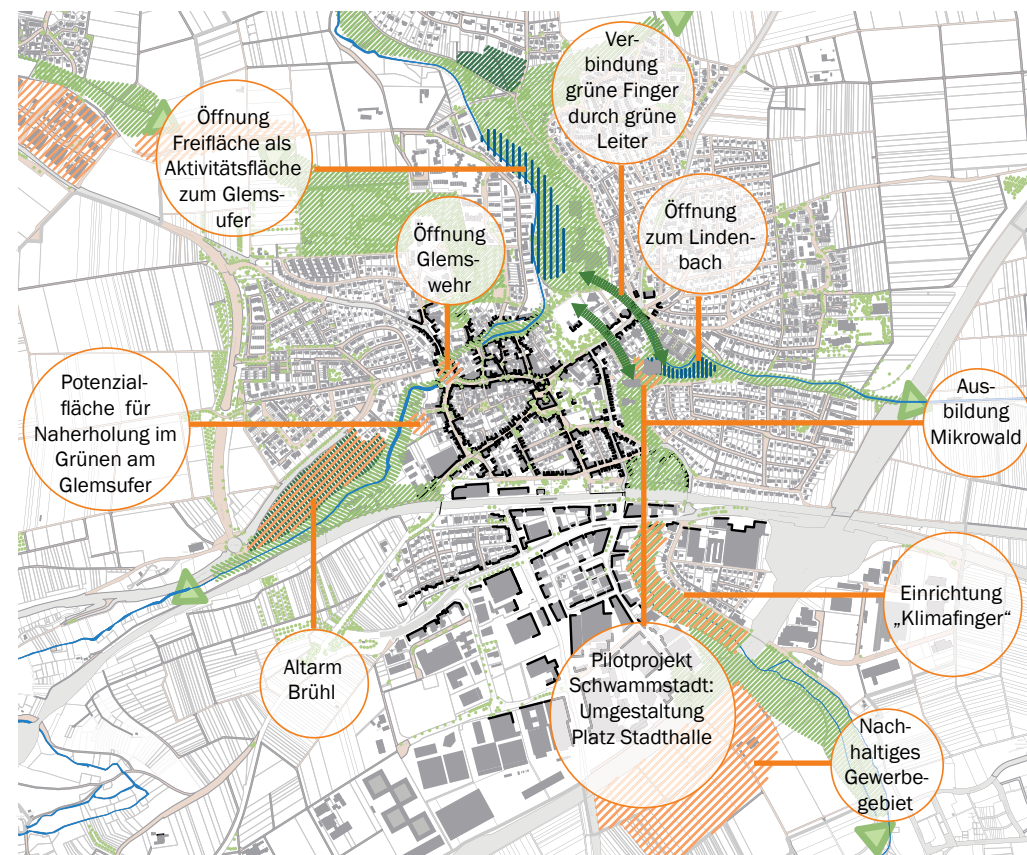 Ver-
bindung
grüne Finger
durch grüne
Leiter
Öffnung
Freifläche als
Aktivitätsfläche
zum Glems-
ufer
Öffnung
Glems-
wehr
Öffnung
zum Linden-
bach
Potenzial-
fläche für
Naherholung im
Grünen am
Glemsufer
Aus-
bildung
Mikrowald
Einrichtung
„Klimafinger“
Altarm
Brühl
Pilotprojekt
Schwammstadt:
Umgestaltung
Platz Stadthalle
Nach-
haltiges
Gewerbe-
gebiet